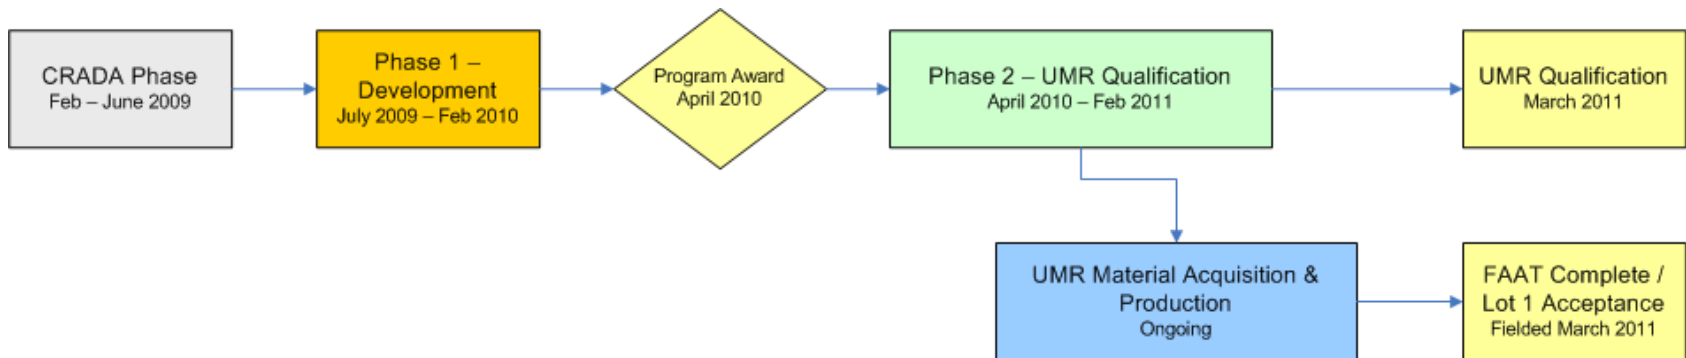 CRADA Phase
Feb – June 2009
Phase 1 –
Development
July 2009 – Feb 2010
Program Award
April 2010
Phase 2 – UMR Qualification
April 2010 – Feb 2011
UMR Qualification
March 2011
UMR Material Acquisition &
Production
Ongoing
FAAT Complete /
Lot 1 Acceptance
Fielded March 2011